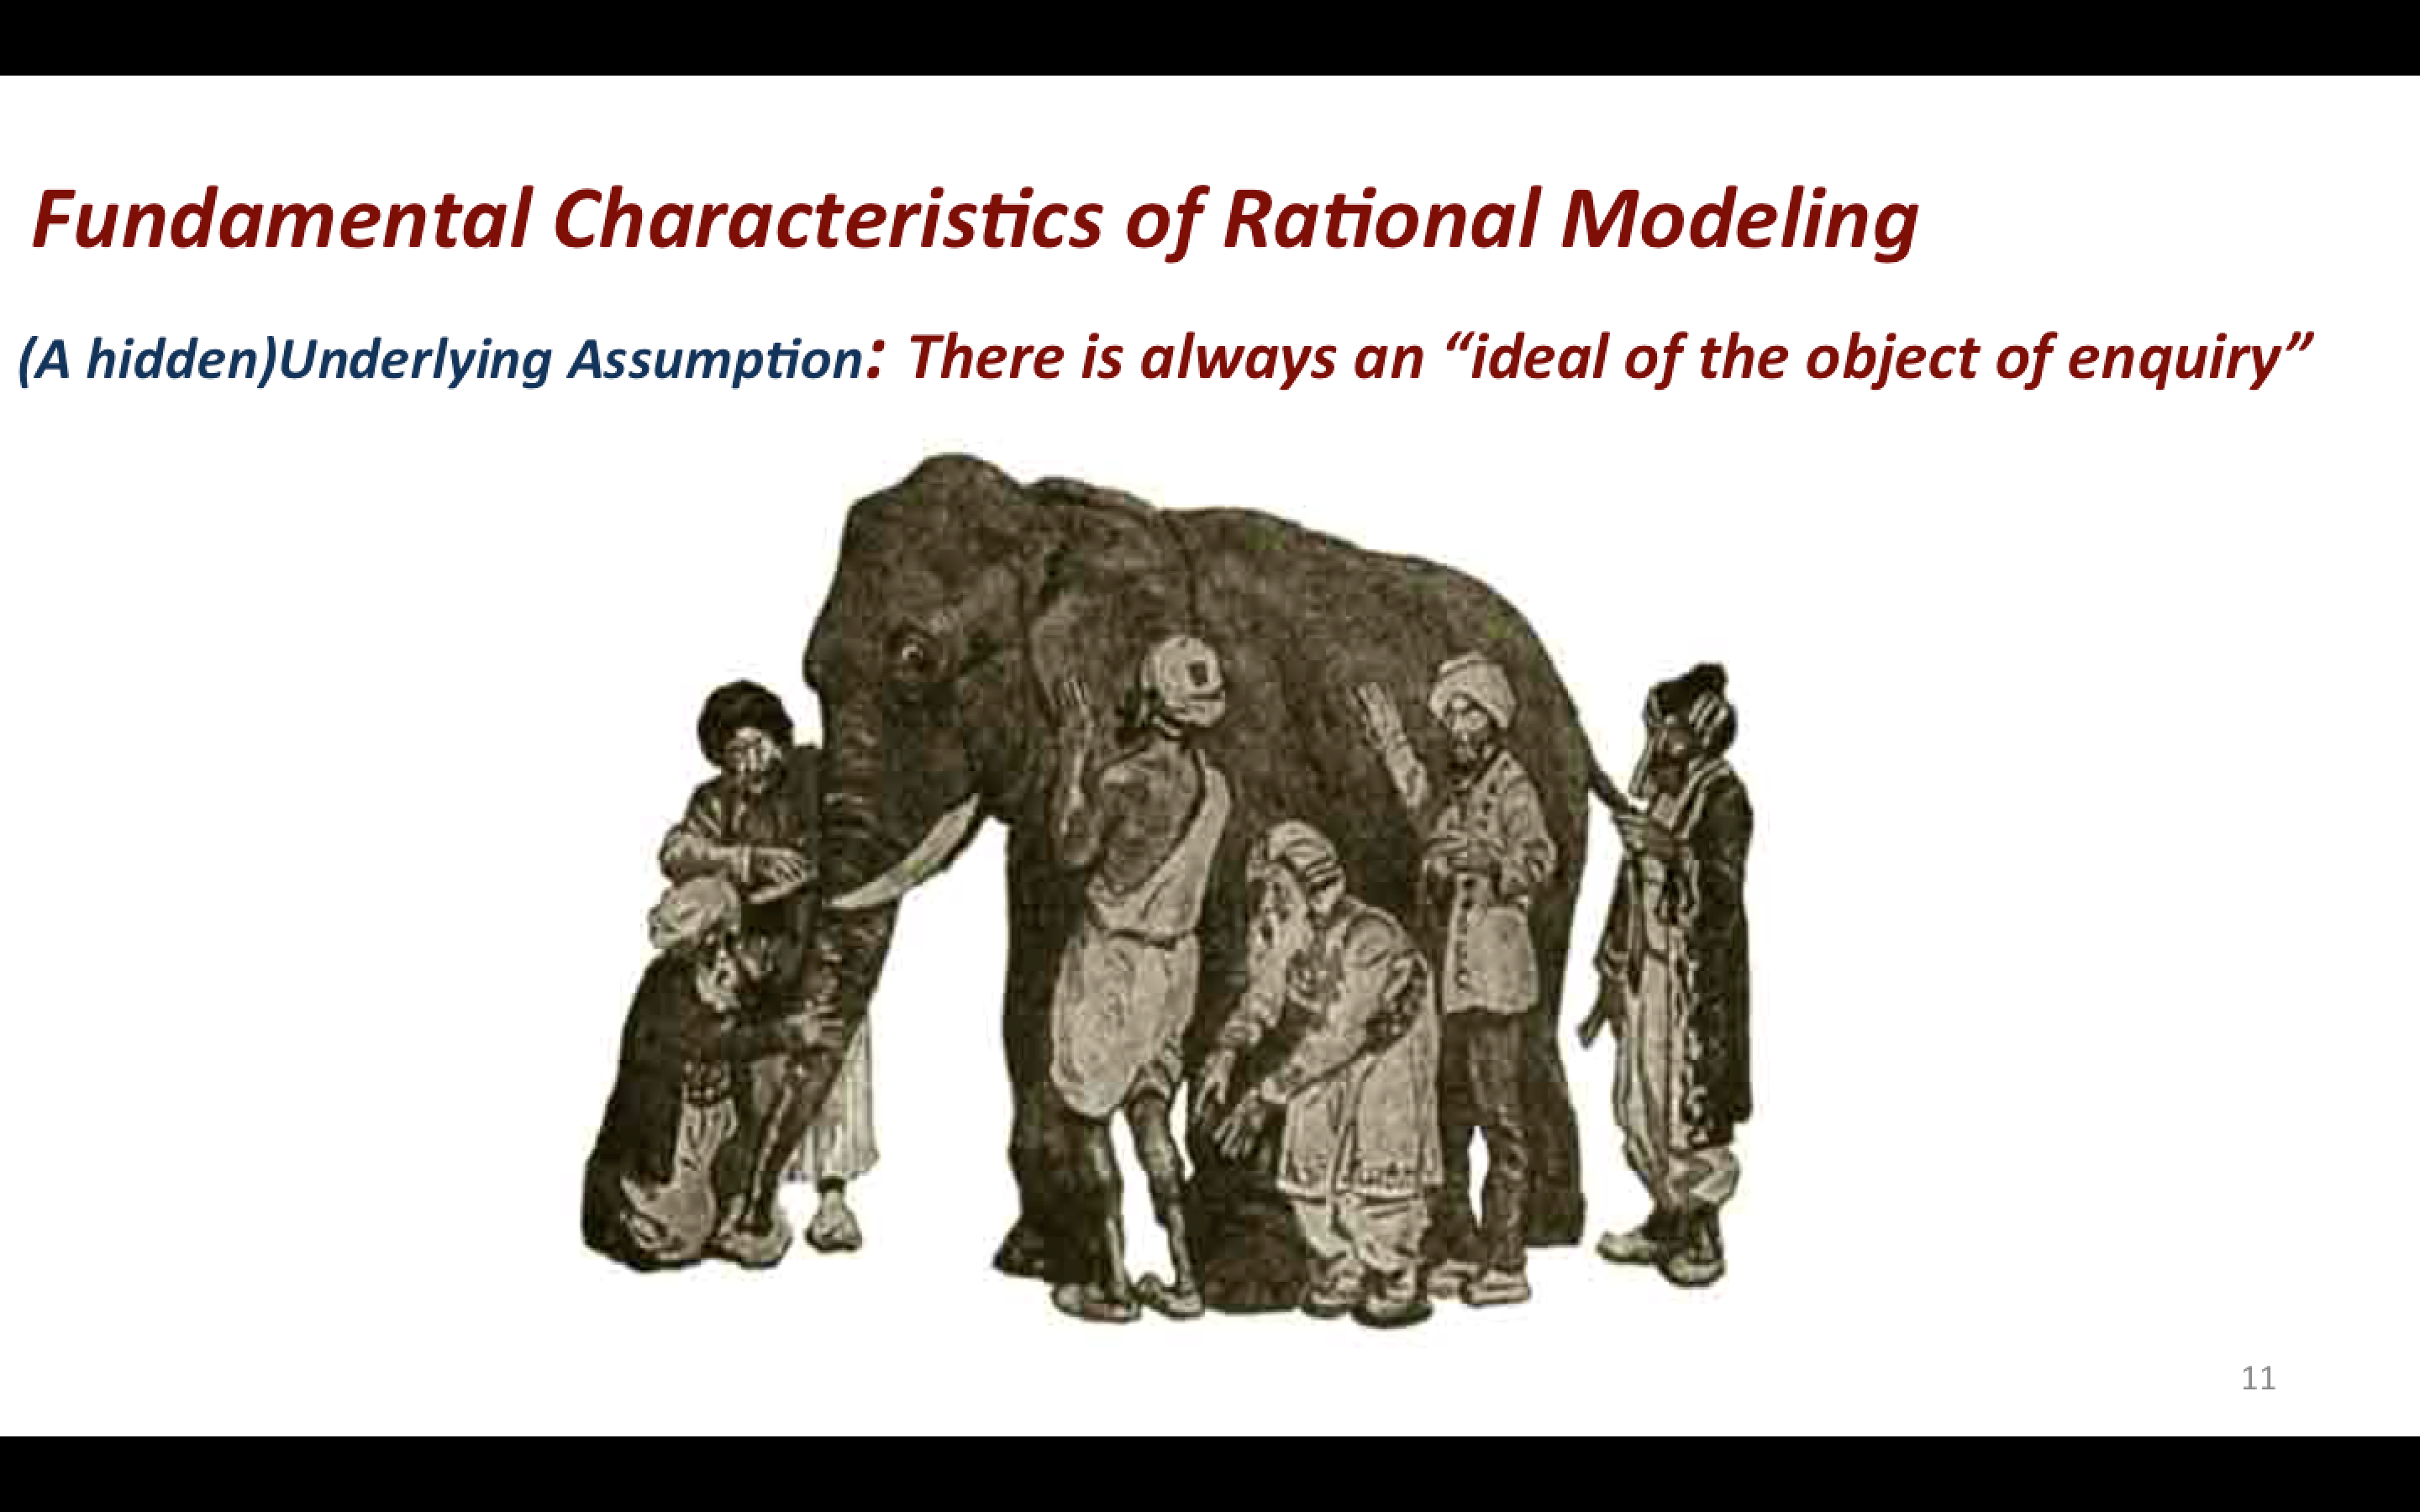 Fundamental Characteristics of Rational Modeling
(A hidden)Underlying Assumption: There is always an “ideal of the object of enquiry”
11